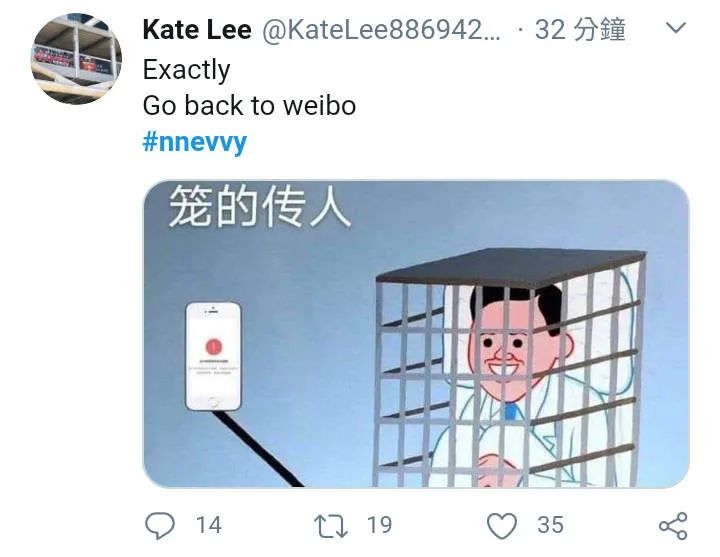 Kate Lee @KateLee886942... · 32 分鐘
Exactly
Go back to weibo
#nnevvy
笼的传人
14 19 35